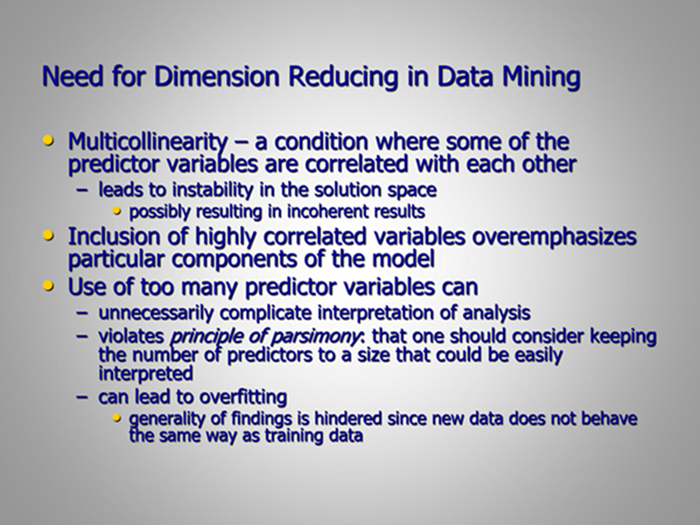 Need for Dimension Reducing in Data Mining
• Multicollinearity – a condition where some of the
predictor variables are correlated with each other
– leads to instability in the solution space
• possibly resulting in incoherent results
• Inclusion of highly correlated variables overemphasizes
particular components of the model
• Use of too many predictor variables can
– unnecessarily complicate interpretation of analysis
– violates principle of parsimony: that one should consider keeping
the number of predictors to a size that could be easily
interpreted
– can lead to overfitting
• generality of findings is hindered since new data does not behave
the same way as training data